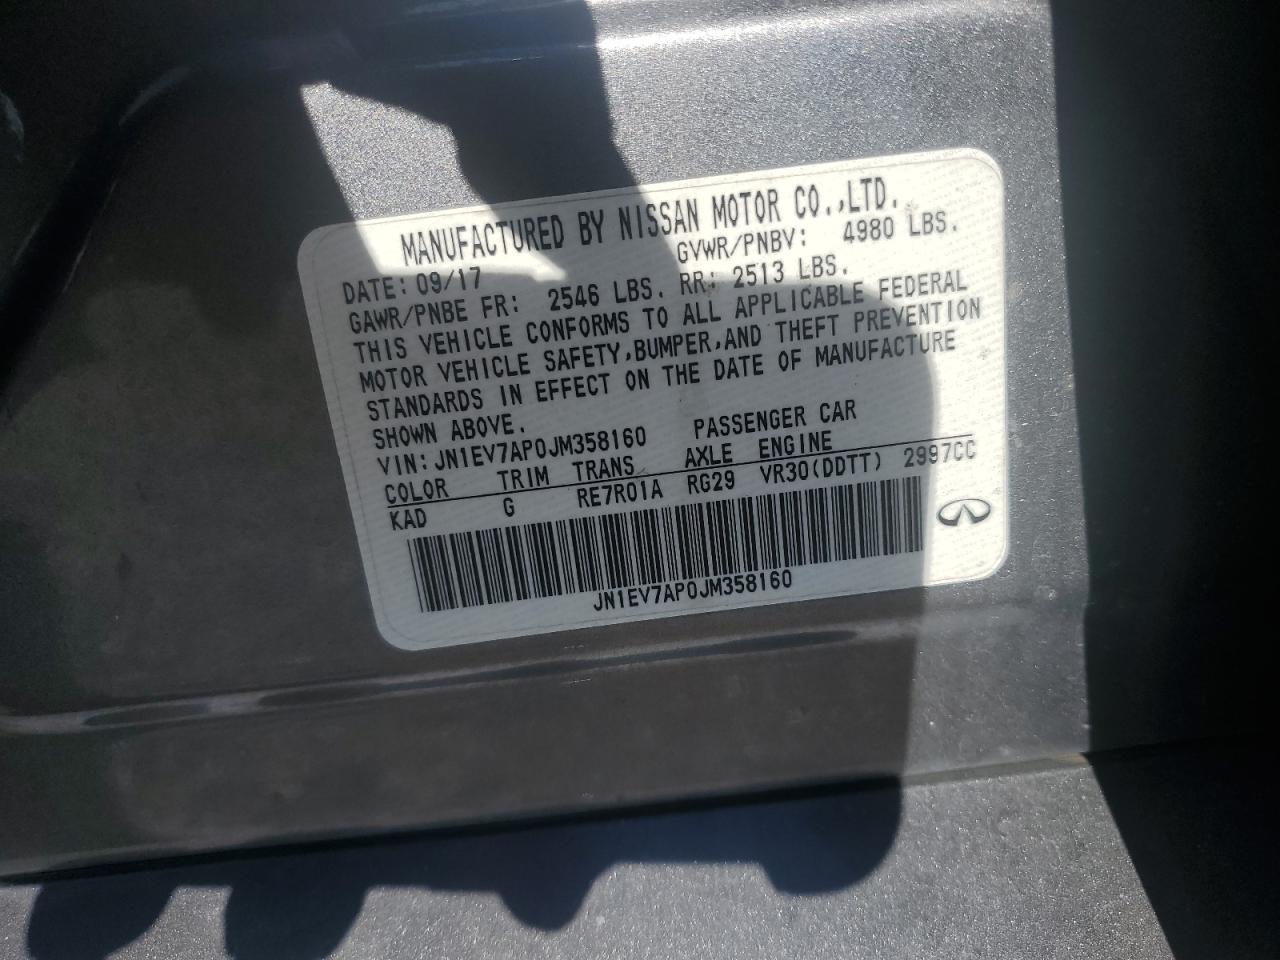 MANUFACTURED BY NISSAN MOTOR CO.,LTD.
DATE: 09/17 GVWR/PNBV: 4980 LBS.
GAWR/PNBE FR: 2546 LBS. RR: 2513 LBS.
THIS VEHICLE CONFORMS TO ALL APPLICABLE FEDERAL
MOTOR VEHICLE SAFETY,BUMPER,AND THEFT PREVENTION
STANDARDS IN EFFECT ON THE DATE OF MANUFACTURE
SHOWN ABOVE.
VIN: JN1EV7AP0JM358160 PASSENGER CAR
COLOR TRIM TRANS AXLE ENGINE
KAD G RE7R01A RG29 VR30(DDTT) 2997CC
JN1EV7AP0JM358160